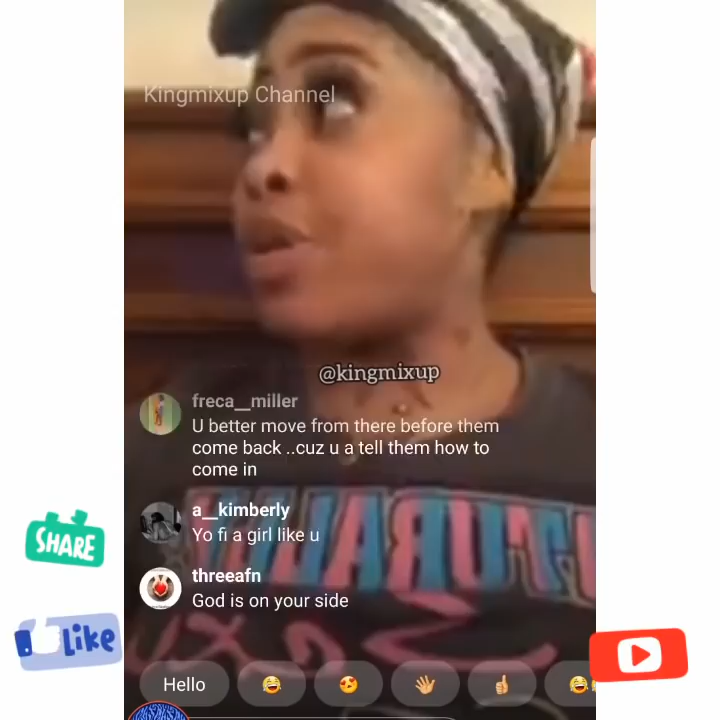 Kingmixup Channel
@kingmixup
freca__miller
U better move from there before them
come back ..cuz u a tell them how to
come in
a__kimberly
Yo fi a girl like u
threeafn
God is on your side
SHARE
Like
Hello